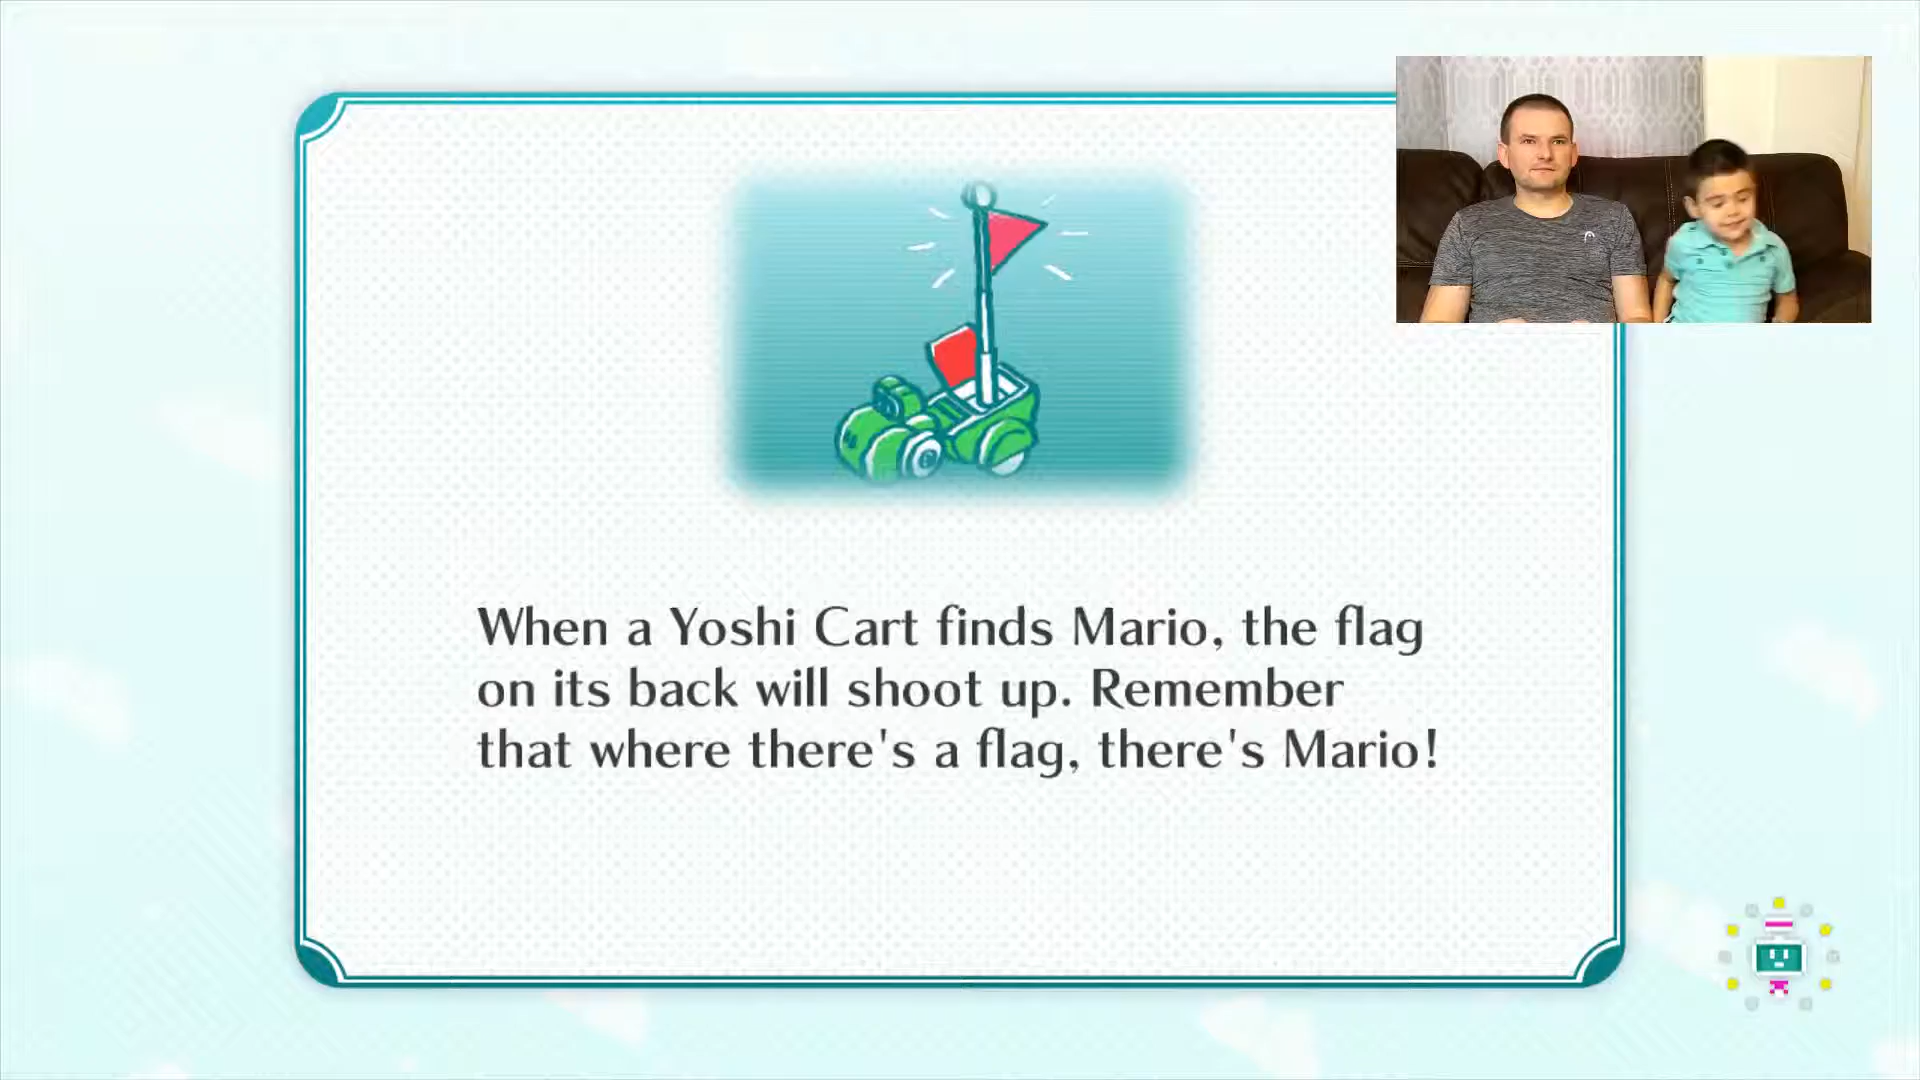 When a Yoshi Cart finds Mario, the flag
on its back will shoot up. Remember
that where there's a flag, there's Mario!